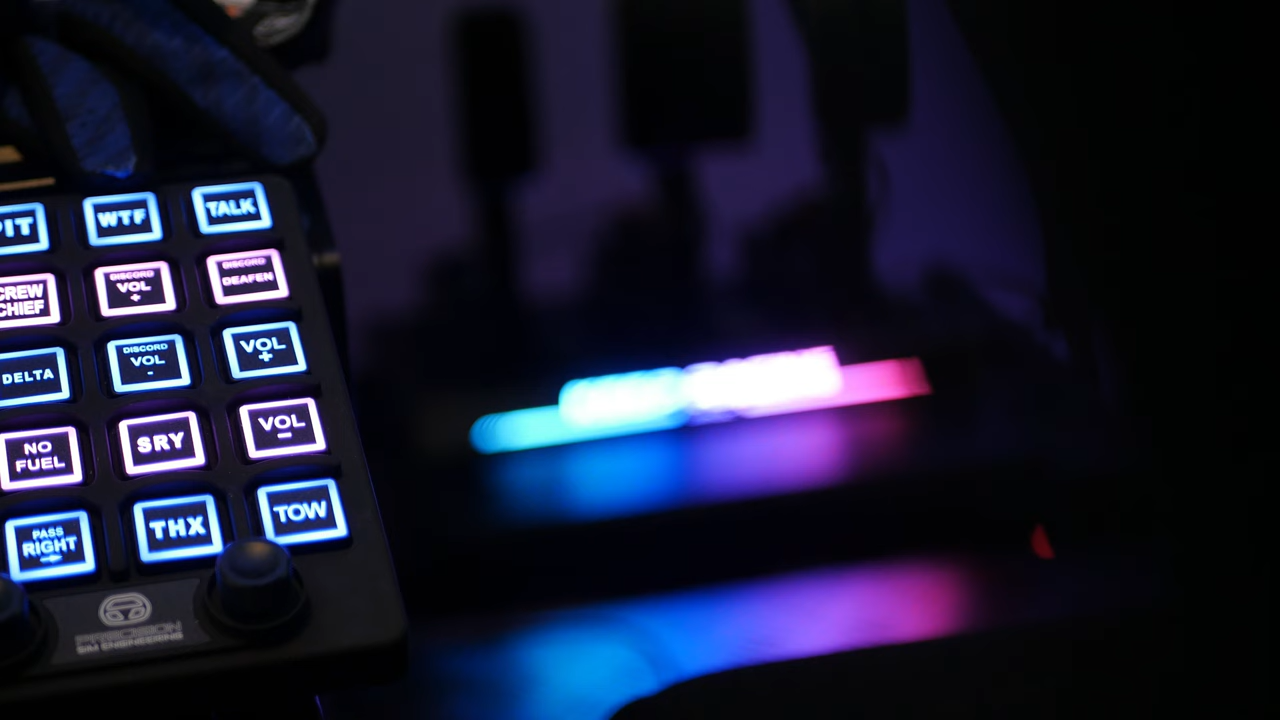 PIT
WTF
TALK
CREW
CHIEF
DISCORD
VOL
+
DISCORD
DEAFEN
DELTA
DISCORD
VOL
-
VOL
+
NO
FUEL
SRY
VOL
-
PASS
RIGHT
→
THX
TOW
PRECISION
SIM ENGINEERING